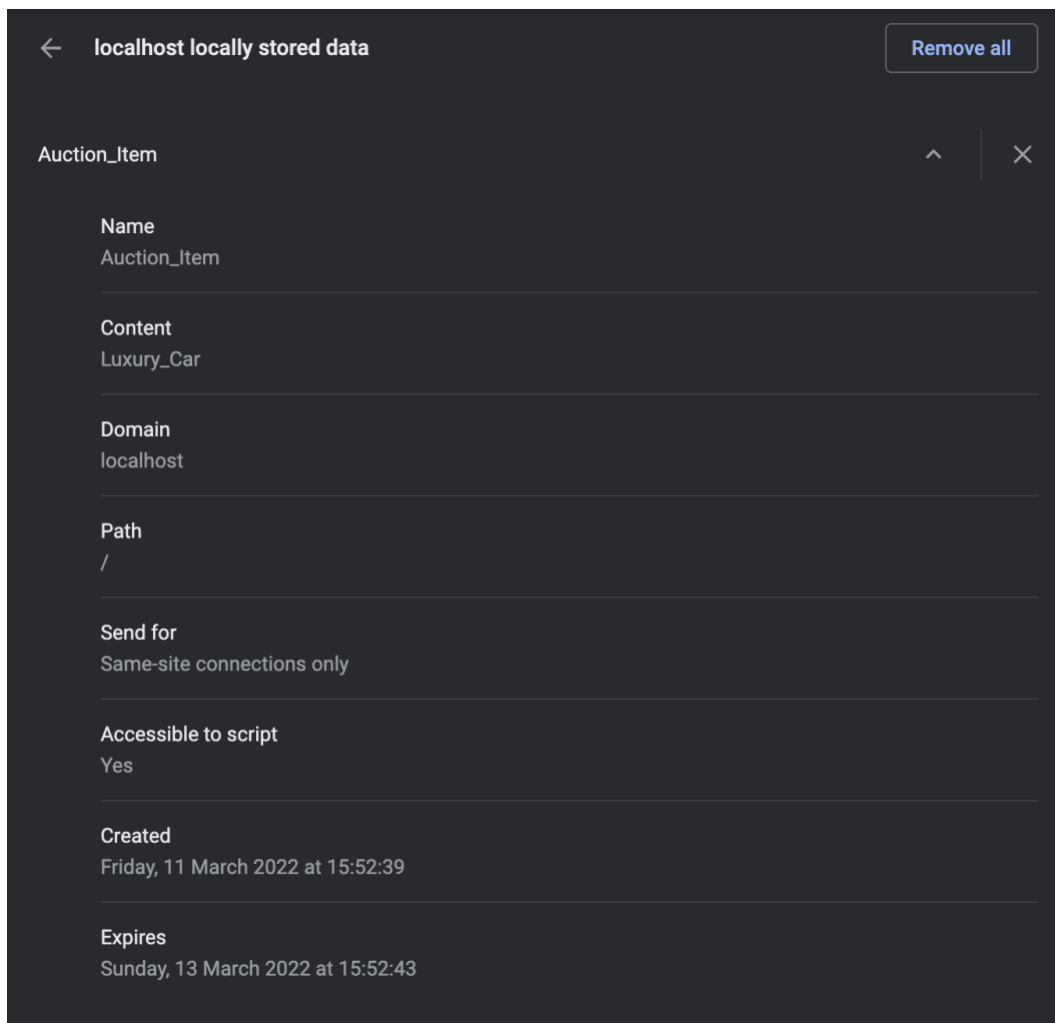 localhost locally stored data
Remove all
Auction_Item
Name
Auction_Item
Content
Luxury_Car
Domain
localhost
Path
/
Send for
Same-site connections only
Accessible to script
Yes
Created
Friday, 11 March 2022 at 15:52:39
Expires
Sunday, 13 March 2022 at 15:52:43